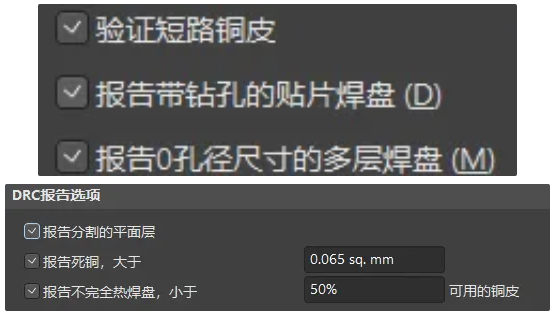 验证短路铜皮
报告带钻孔的贴片焊盘 (D)
报告0孔径尺寸的多层焊盘 (M)
DRC报告选项
报告分割的平面层
报告死铜，大于 0.065 sq. mm
报告不完全热焊盘，小于 50% 可用的铜皮